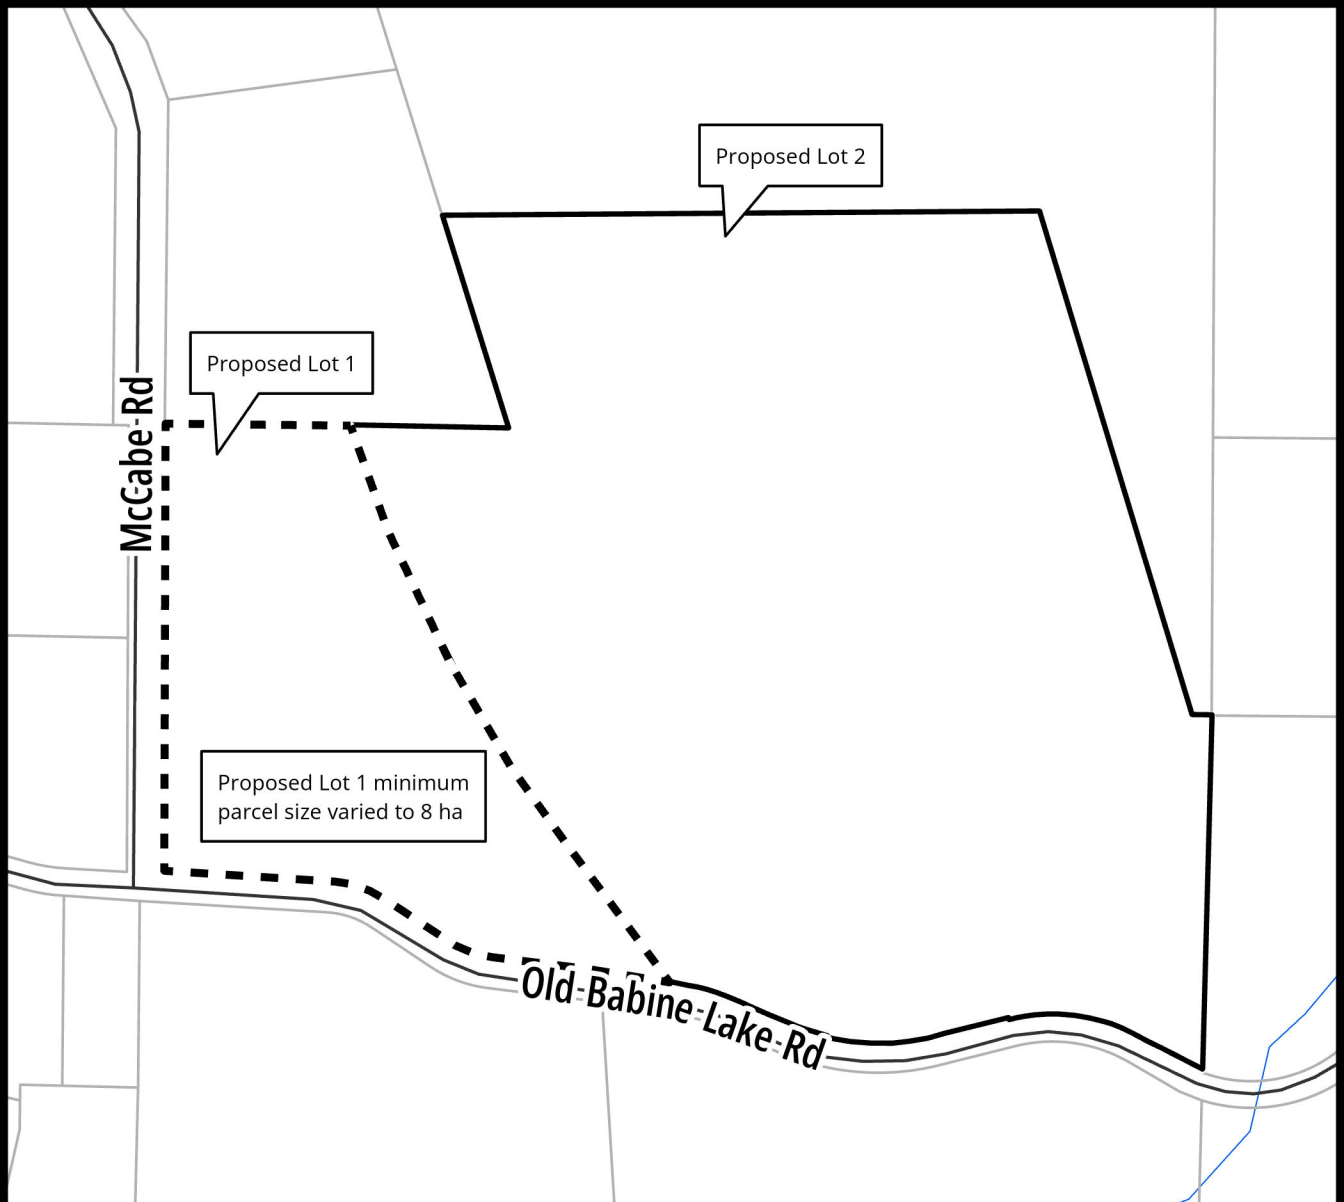 Proposed Lot 2
Proposed Lot 1
McCabe Rd
Proposed Lot 1 minimum
parcel size varied to 8 ha
Old Babine Lake Rd